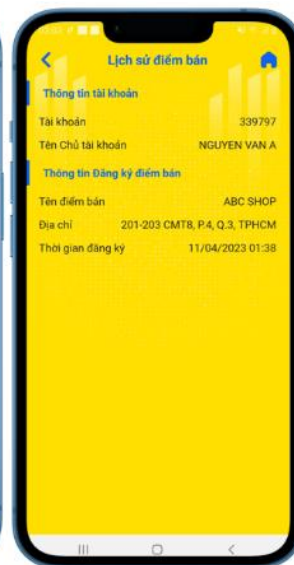 Lịch sử điểm bán
Thông tin tài khoản
Tài khoản 339797
Tên Chủ tài khoản NGUYEN VAN A
Thông tin Đăng ký điểm bán
Tên điểm bán ABC SHOP
Địa chỉ 201-203 CMT8, P.4, Q.3, TPHCM
Thời gian đăng ký 11/04/2023 01:38